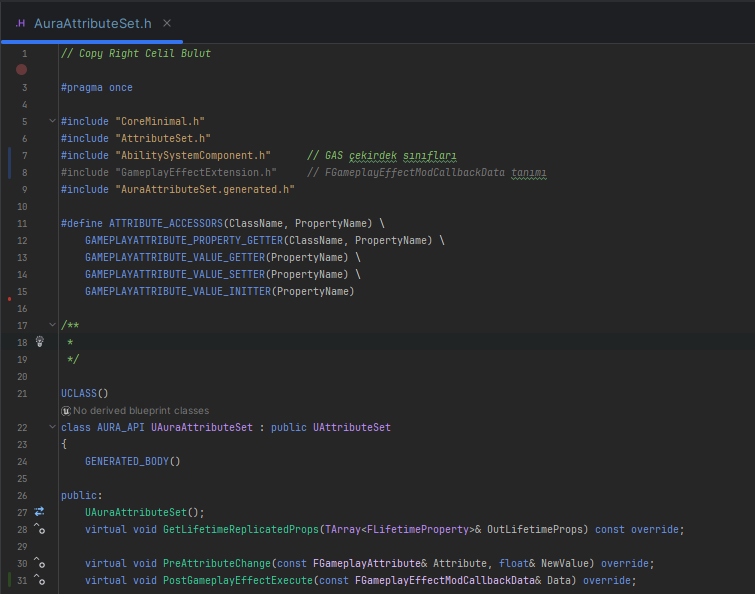 .H AuraAttributeSet.h ×
1 // Copy Right Celil Bulut
3 #pragma once
4
5 #include "CoreMinimal.h"
6 #include "AttributeSet.h"
7 #include "AbilitySystemComponent.h" // GAS çekirdek sınıfları
8 #include "GameplayEffectExtension.h" // FGameplayEffectModCallbackData tanımı
9 #include "AuraAttributeSet.generated.h"
10
11 #define ATTRIBUTE_ACCESSORS(ClassName, PropertyName) \
12 GAMEPLAYATTRIBUTE_PROPERTY_GETTER(ClassName, PropertyName) \
13 GAMEPLAYATTRIBUTE_VALUE_GETTER(PropertyName) \
14 GAMEPLAYATTRIBUTE_VALUE_SETTER(PropertyName) \
15 GAMEPLAYATTRIBUTE_VALUE_INITTER(PropertyName)
16
17 /**
18 *
19 */
20
21 UCLASS()
No derived blueprint classes
22 class AURA_API UAuraAttributeSet : public UAttributeSet
23 {
24 GENERATED_BODY()
25
26 public:
27 UAuraAttributeSet();
28 virtual void GetLifetimeReplicatedProps(TArray<FLifetimeProperty>& OutLifetimeProps) const override;
29
30 virtual void PreAttributeChange(const FGameplayAttribute& Attribute, float& NewValue) override;
31 virtual void PostGameplayEffectExecute(const FGameplayEffectModCallbackData& Data) override;